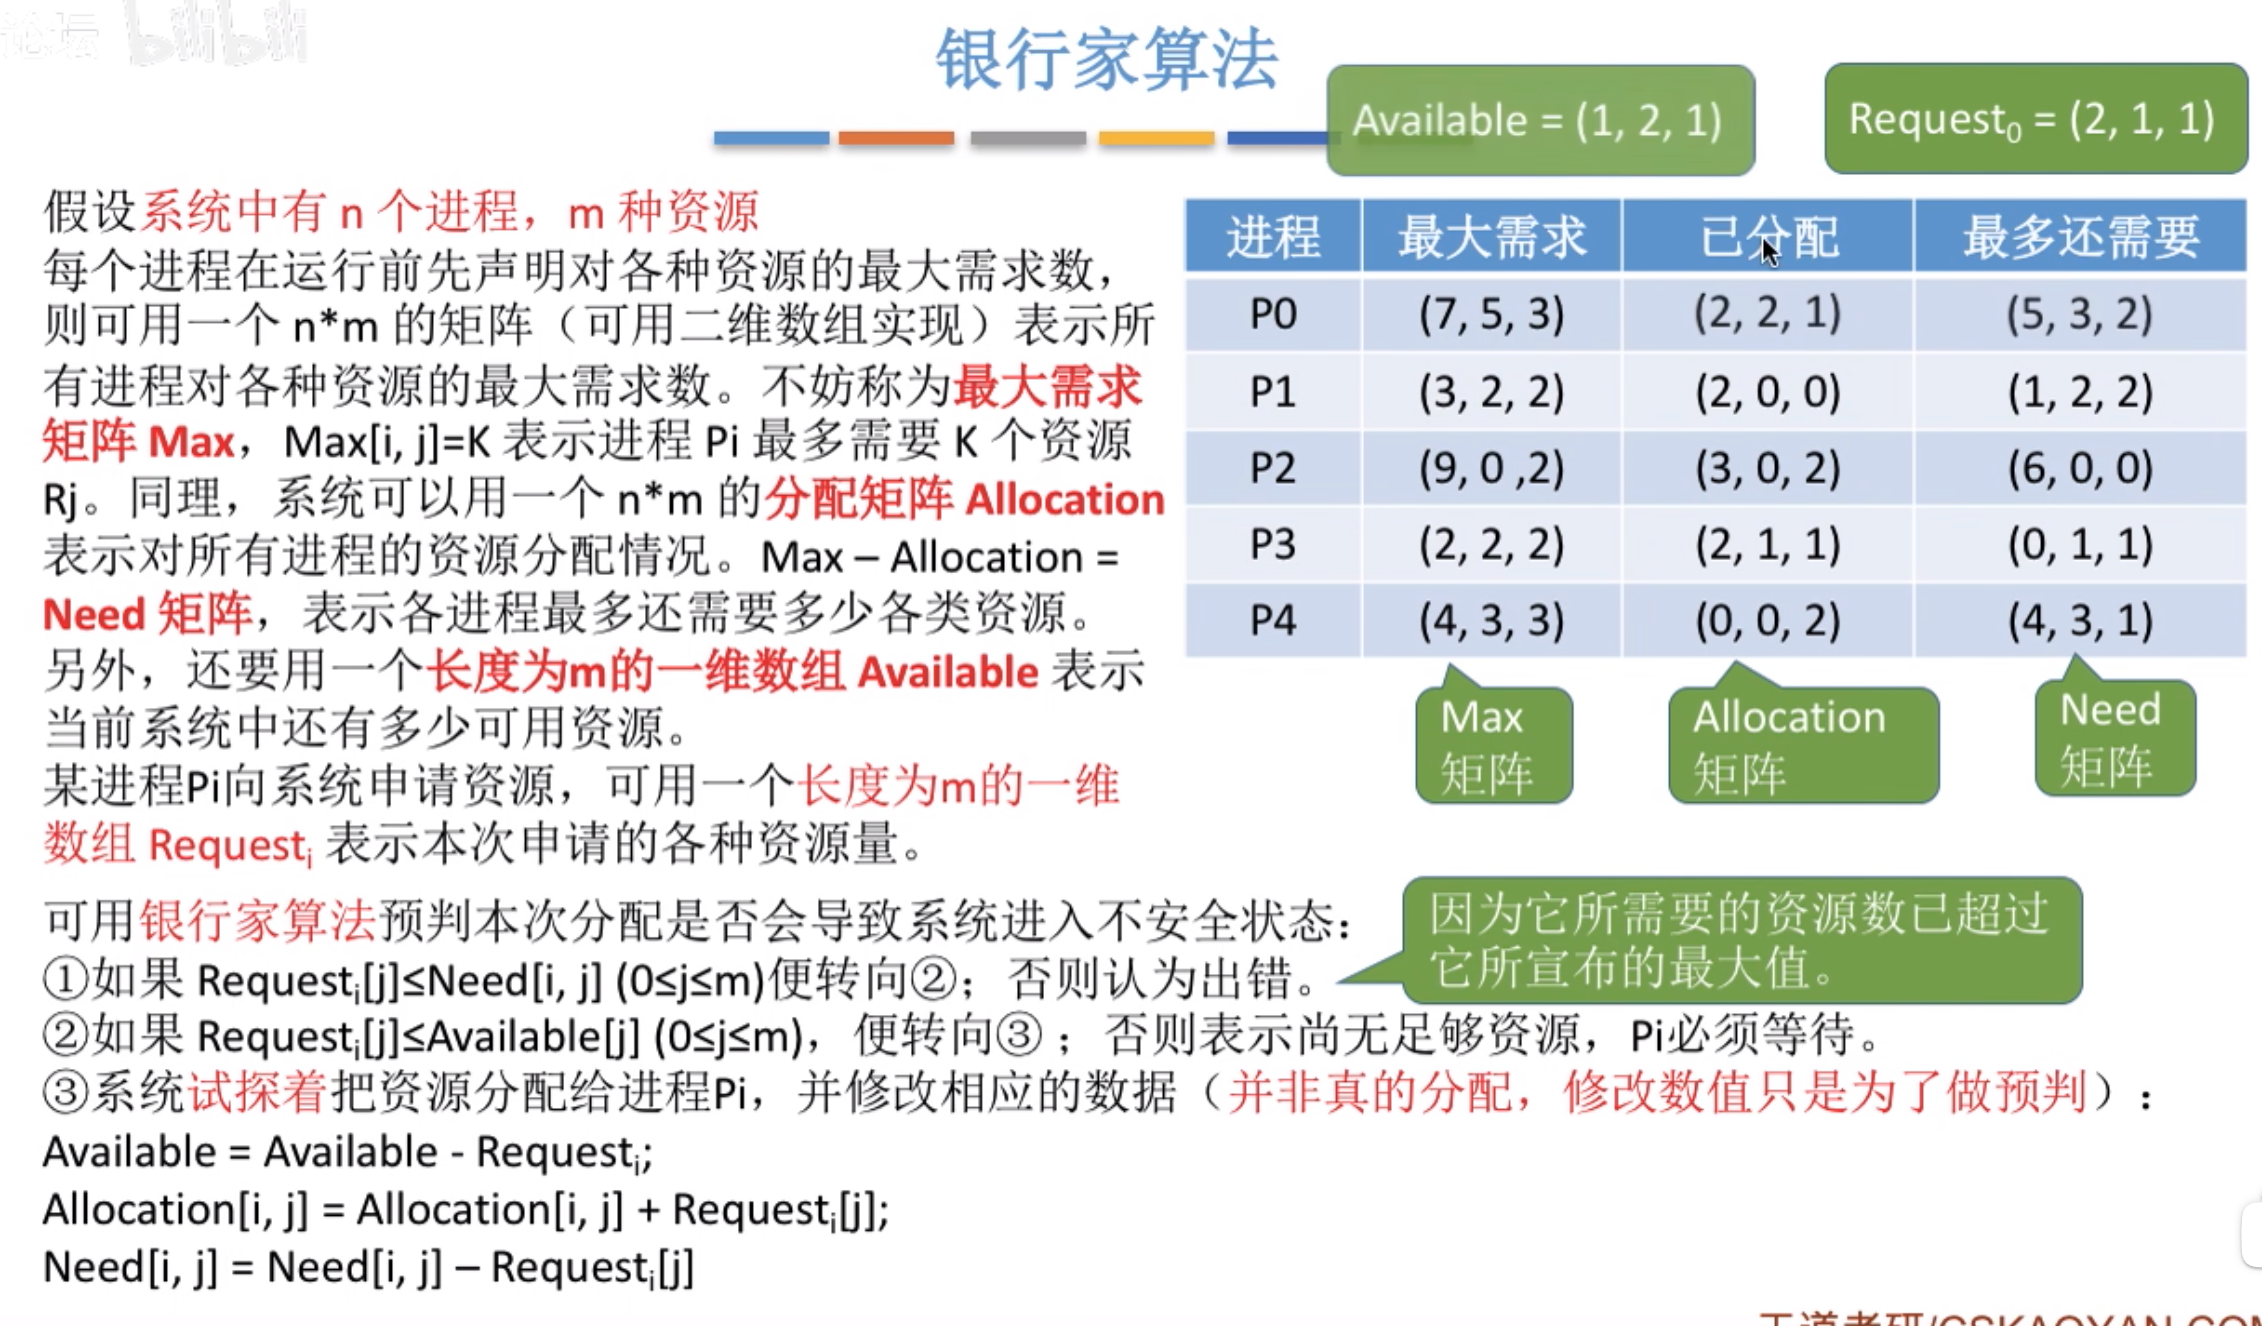 论坛 bilibili
银行家算法
Available = (1, 2, 1)
Request0 = (2, 1, 1)
假设系统中有 n 个进程，m 种资源
每个进程在运行前先声明对各种资源的最大需求数，
则可用一个 n*m 的矩阵（可用二维数组实现）表示所
有进程对各种资源的最大需求数。不妨称为最大需求
矩阵 Max，Max[i, j]=K 表示进程 Pi 最多需要 K 个资源
Rj。同理，系统可以用一个 n*m 的分配矩阵 Allocation
表示对所有进程的资源分配情况。Max – Allocation =
Need 矩阵，表示各进程最多还需要多少各类资源。
另外，还要用一个长度为m的一维数组 Available 表示
当前系统中还有多少可用资源。
某进程Pi向系统申请资源，可用一个长度为m的一维
数组 Requesti 表示本次申请的各种资源量。
进程 最大需求 已分配 最多还需要
P0 (7, 5, 3) (2, 2, 1) (5, 3, 2)
P1 (3, 2, 2) (2, 0, 0) (1, 2, 2)
P2 (9, 0 ,2) (3, 0, 2) (6, 0, 0)
P3 (2, 2, 2) (2, 1, 1) (0, 1, 1)
P4 (4, 3, 3) (0, 0, 2) (4, 3, 1)
Max
矩阵
Allocation
矩阵
Need
矩阵
可用银行家算法预判本次分配是否会导致系统进入不安全状态：
①如果 Requesti[j]≤Need[i, j] (0≤j≤m)便转向②；否则认为出错。
因为它所需要的资源数已超过
它所宣布的最大值。
②如果 Requesti[j]≤Available[j] (0≤j≤m)，便转向③；否则表示尚无足够资源，Pi必须等待。
③系统试探着把资源分配给进程Pi，并修改相应的数据（并非真的分配，修改数值只是为了做预判）：
Available = Available - Requesti;
Allocation[i, j] = Allocation[i, j] + Requesti[j];
Need[i, j] = Need[i, j] – Requesti[j]
王道考研/CSKAOYAN.COM